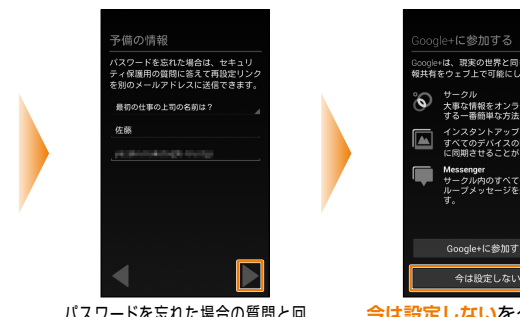 予備の情報
パスワードを忘れた場合は、セキュリ
ティ保護用の質問に答えて再設定リンク
を別のメールアドレスに送信できます。
最初の仕事の上司の名前は？
佐藤
パスワードを忘れた場合の質問と回
Google+に参加する
Google+は、現実の世界と同
報共有をウェブ上で可能にし
サークル
大事な情報をオンラ
する一番簡単な方法
インスタントアップ
すべてのデバイスの
に同期させることが
Messenger
サークル内のすべて
ループメッセージを
す。
Google+に参加す
今は設定しない
今は設定しないを